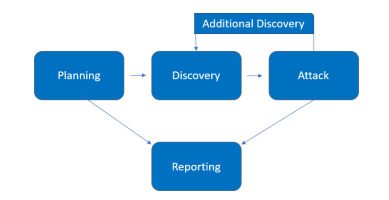 Additional Discovery
Planning
Discovery
Attack
Reporting